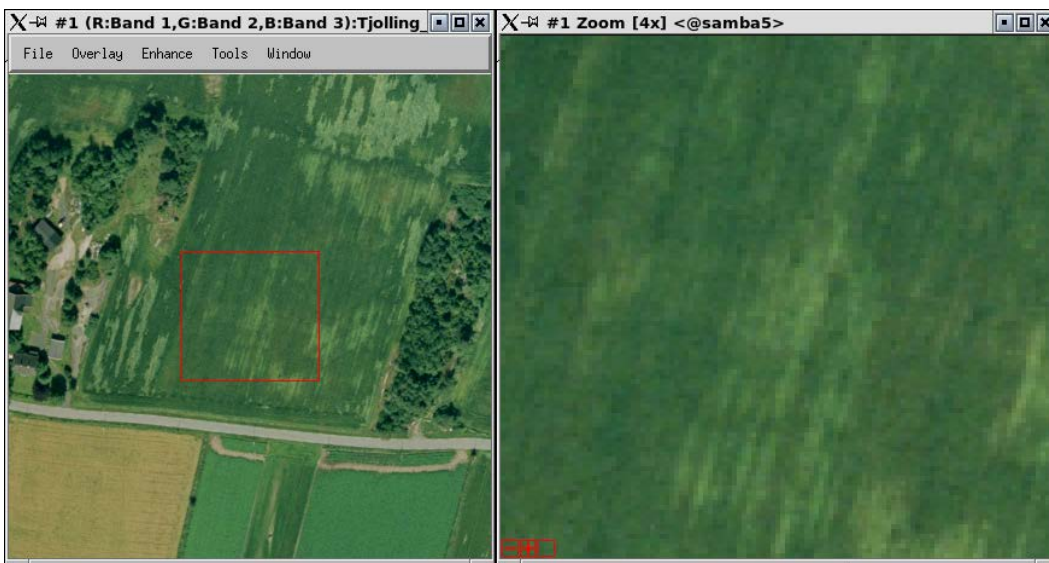 #1 (R:Band 1,G:Band 2,B:Band 3):Tjolling_
File Overlay Enhance Tools Window
#1 Zoom [4x] <@samba5>